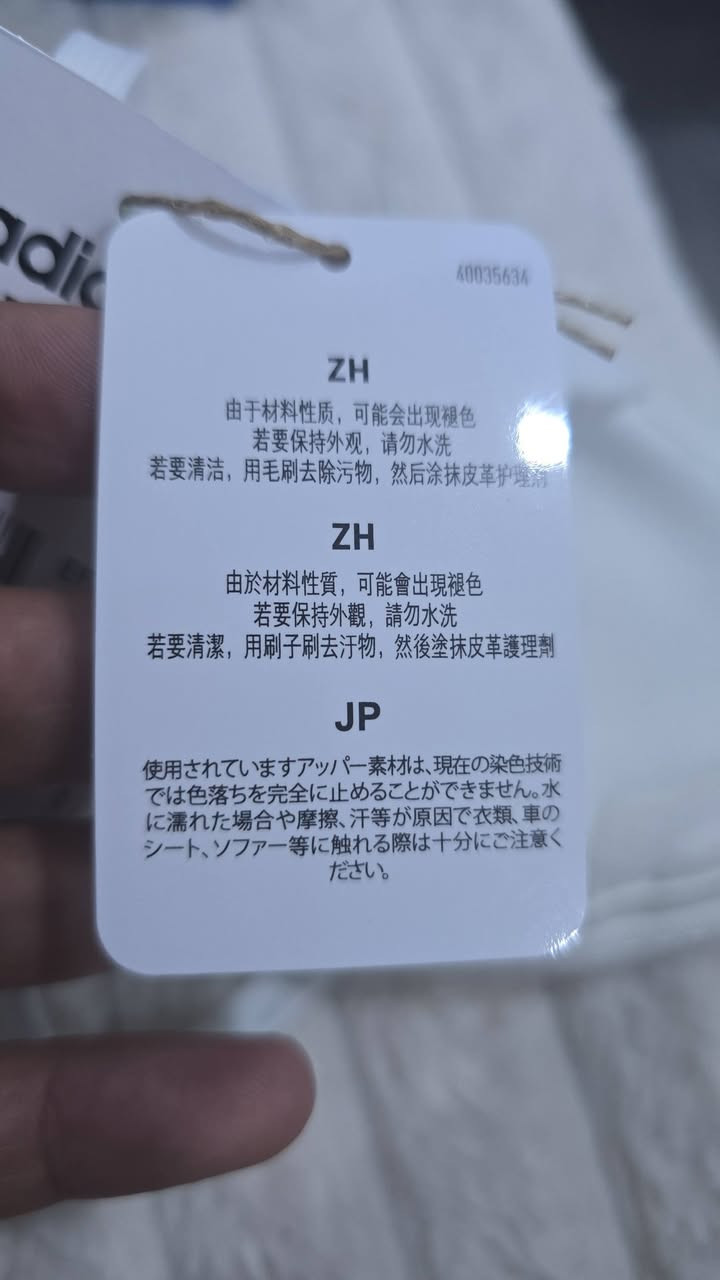 adid
40035634
ZH
由于材料性质，可能会出现褪色
若要保持外观，请勿水洗
若要清洁，用毛刷去除污物，然后涂抹皮革护理剂
ZH
由於材料性質，可能會出現褪色
若要保持外觀，請勿水洗
若要清潔，用刷子刷去汙物，然後塗抹皮革護理劑
JP
使用されていますアッパー素材は、現在の染色技術
では色落ちを完全に止めることができません。水
に濡れた場合や摩擦、汗等が原因で衣類、車の
シート、ソファー等に触れる際は十分にご注意く
ださい。